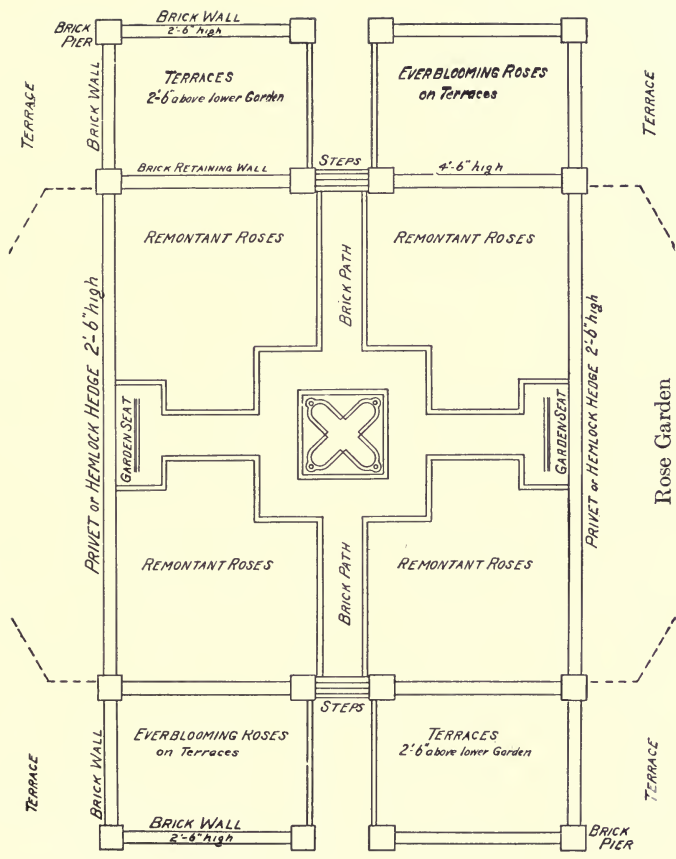 BRICK WALL
2'-6" high
BRICK
PIER
TERRACE
BRICK WALL
TERRACES
2'-6" above lower Garden
EVERBLOOMING ROSES
on Terraces
TERRACE
BRICK RETAINING WALL
STEPS
4'-6" high
REMONTANT ROSES
BRICK PATH
REMONTANT ROSES
PRIVET or HEMLOCK HEDGE 2'-6" high
GARDEN SEAT
GARDEN SEAT
PRIVET or HEMLOCK HEDGE 2'-6" high
Rose Garden
REMONTANT ROSES
BRICK PATH
REMONTANT ROSES
STEPS
TERRACE
BRICK WALL
EVERBLOOMING ROSES
on Terraces
TERRACES
2'-6" above lower Garden
TERRACE
BRICK WALL
2'-6" high
BRICK
PIER